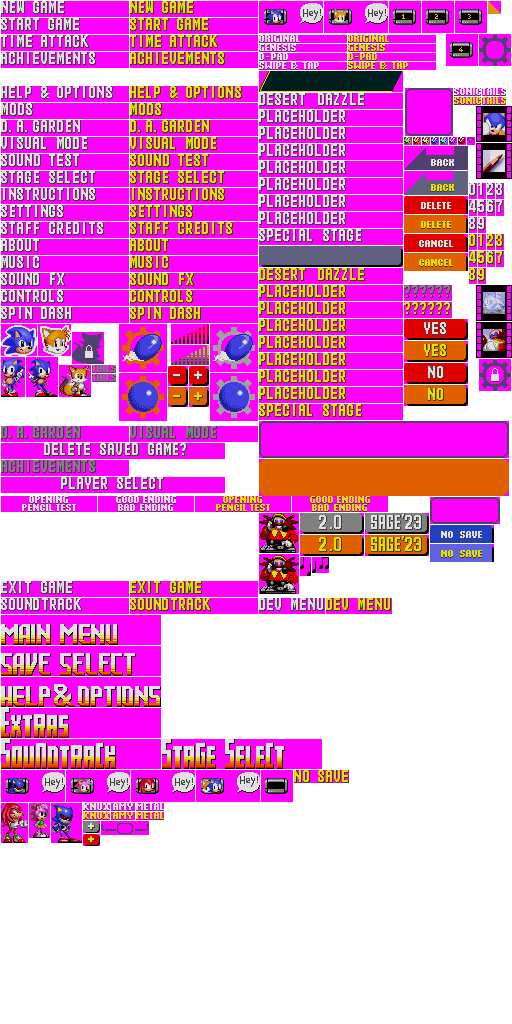 NEW GAME NEW GAME
START GAME START GAME
TIME ATTACK TIME ATTACK
ACHIEVEMENTS ACHIEVEMENTS
HELP & OPTIONS HELP & OPTIONS
MODS MODS
D. A. GARDEN D. A. GARDEN
VISUAL MODE VISUAL MODE
SOUND TEST SOUND TEST
STAGE SELECT STAGE SELECT
INSTRUCTIONS INSTRUCTIONS
SETTINGS SETTINGS
STAFF CREDITS STAFF CREDITS
ABOUT ABOUT
MUSIC MUSIC
SOUND FX SOUND FX
CONTROLS CONTROLS
SPIN DASH SPIN DASH
Hey! Hey! 1 2 3
4
ORIGINAL ORIGINAL
GENESIS GENESIS
D-PAD D-PAD
SWIPE & TAP SWIPE & TAP
DESERT DAZZLE
PLACEHOLDER
PLACEHOLDER
PLACEHOLDER
PLACEHOLDER
PLACEHOLDER
PLACEHOLDER
PLACEHOLDER
SPECIAL STAGE
DESERT DAZZLE
PLACEHOLDER
PLACEHOLDER
PLACEHOLDER
PLACEHOLDER
PLACEHOLDER
PLACEHOLDER
PLACEHOLDER
SPECIAL STAGE
SONIC TAILS
SONIC TAILS
BACK
BACK
DELETE
DELETE
CANCEL
CANCEL
0123
4567
89
0123
4567
89
??????
??????
YES
YES
NO
NO
TAILS
TAILS
− +
− +
D. A. GARDEN VISUAL MODE
DELETE SAVED GAME?
ACHIEVEMENTS
PLAYER SELECT
OPENING GOOD ENDING OPENING GOOD ENDING
PENCIL TEST BAD ENDING PENCIL TEST BAD ENDING
2.0 SAGE'23
2.0 SAGE'23
NO SAVE
NO SAVE
EXIT GAME EXIT GAME
SOUNDTRACK SOUNDTRACK DEV MENU DEV MENU
MAIN MENU
SAVE SELECT
HELP & OPTIONS
EXTRAS
SOUNDTRACK STAGE SELECT
Hey! Hey! Hey! Hey! NO SAVE
KNUX AMY METAL
KNUX AMY METAL
+
+